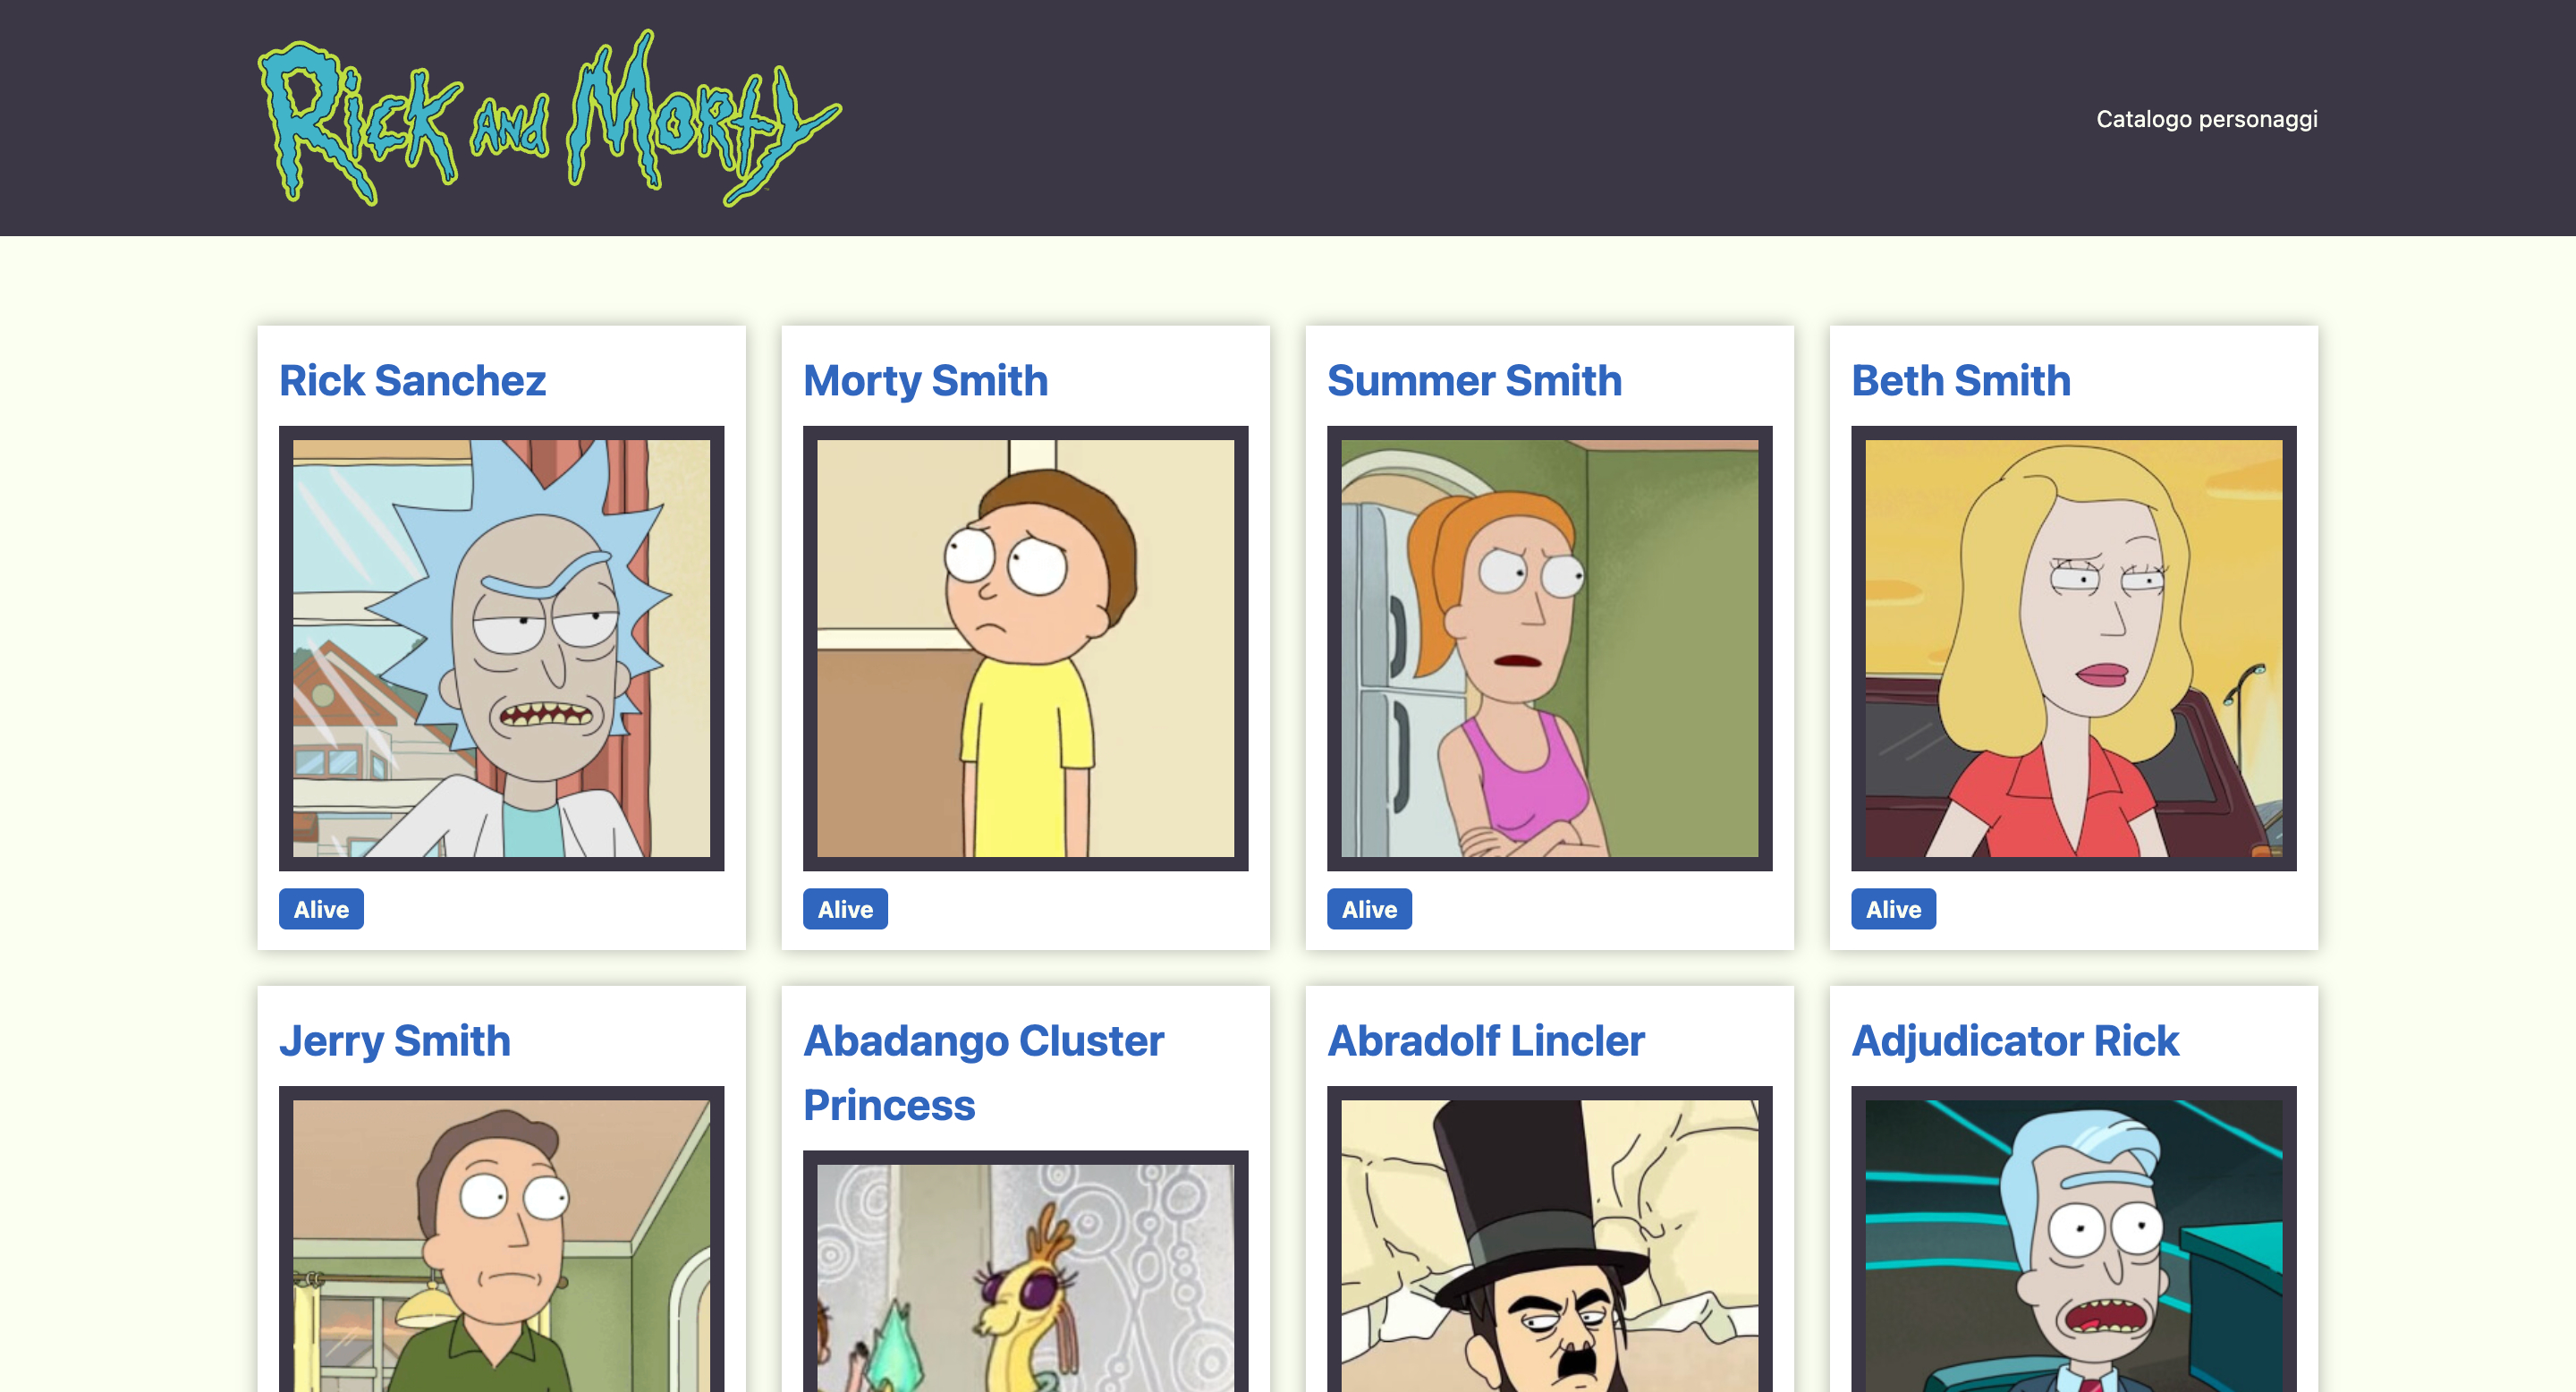 Rick and Morty
Catalogo personaggi
Rick Sanchez
Morty Smith
Summer Smith
Beth Smith
Alive
Alive
Alive
Alive
Jerry Smith
Abadango Cluster
Princess
Abradolf Lincler
Adjudicator Rick